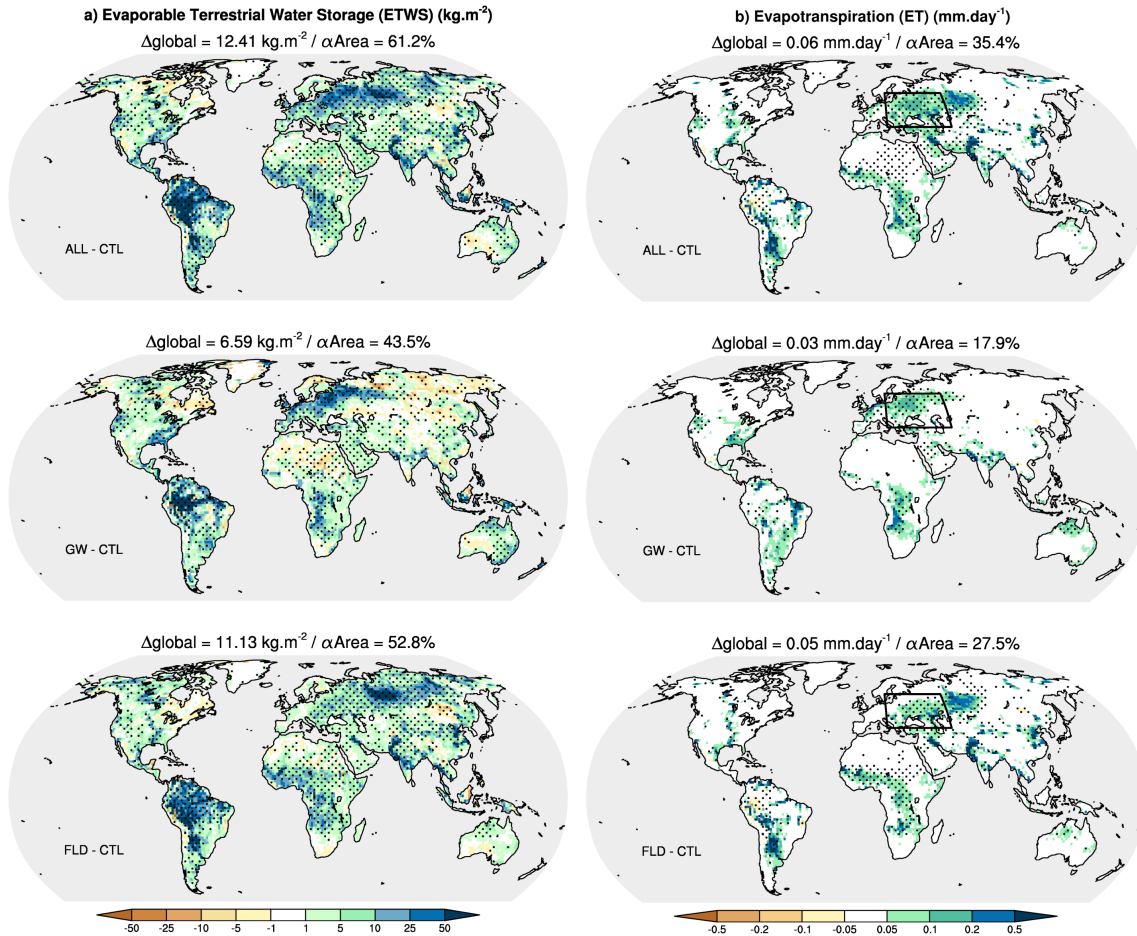 a) Evaporable Terrestrial Water Storage (ETWS) (kg.m⁻²)
Δglobal = 12.41 kg.m⁻² / αArea = 61.2%
ALL - CTL
Δglobal = 6.59 kg.m⁻² / αArea = 43.5%
GW - CTL
Δglobal = 11.13 kg.m⁻² / αArea = 52.8%
FLD - CTL
-50 -25 -10 -5 -1 1 5 10 25 50
b) Evapotranspiration (ET) (mm.day⁻¹)
Δglobal = 0.06 mm.day⁻¹ / αArea = 35.4%
ALL - CTL
Δglobal = 0.03 mm.day⁻¹ / αArea = 17.9%
GW - CTL
Δglobal = 0.05 mm.day⁻¹ / αArea = 27.5%
FLD - CTL
-0.5 -0.2 -0.1 -0.05 0.05 0.1 0.2 0.5